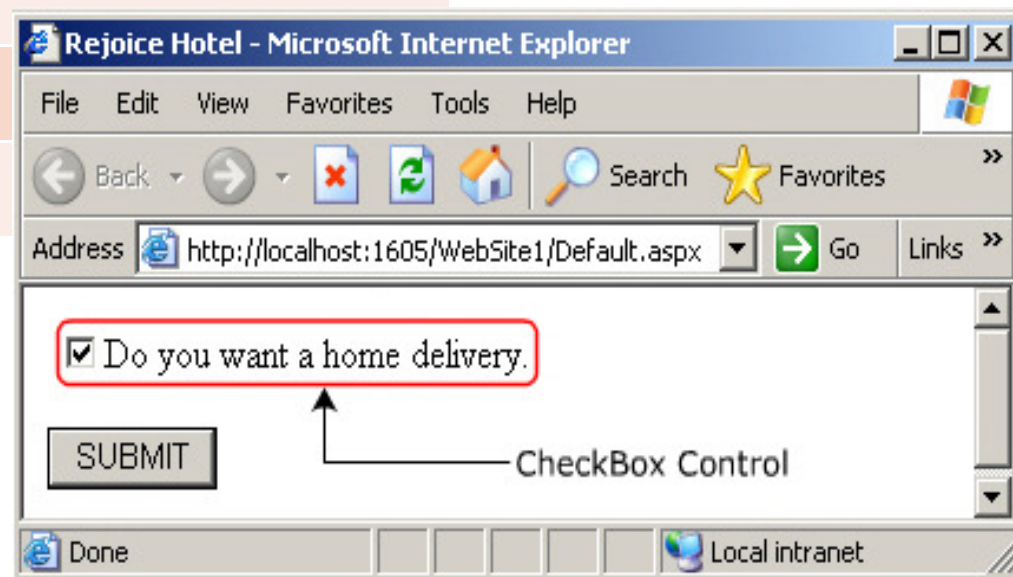 Rejoice Hotel - Microsoft Internet Explorer
File Edit View Favorites Tools Help
Back Search Favorites »
Address http://localhost:1605/WebSite1/Default.aspx Go Links »
Do you want a home delivery.
SUBMIT
CheckBox Control
Done Local intranet